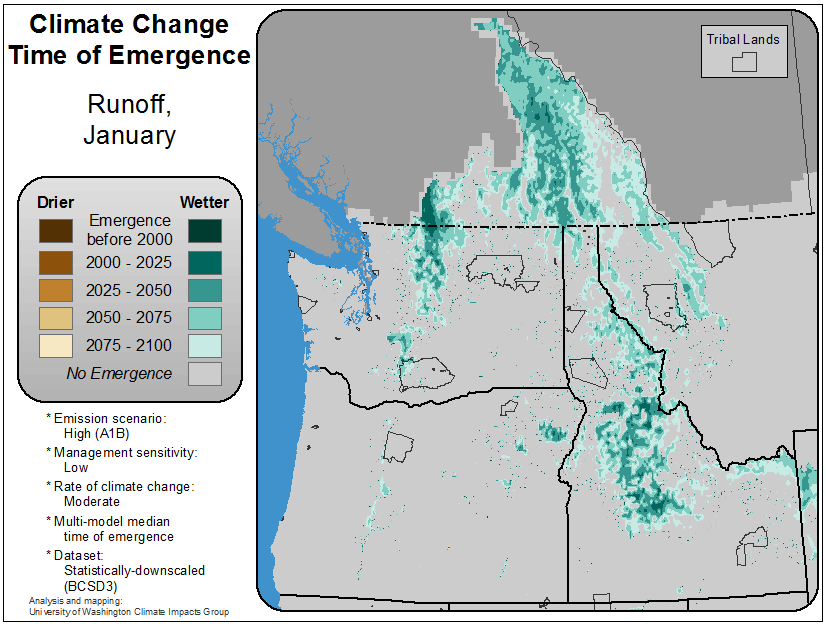 Climate Change
Time of Emergence
Runoff,
January
Drier
Wetter
Emergence
before 2000
2000 - 2025
2025 - 2050
2050 - 2075
2075 - 2100
No Emergence
* Emission scenario:
High (A1B)
* Management sensitivity:
Low
* Rate of climate change:
Moderate
* Multi-model median
time of emergence
* Dataset:
Statistically-downscaled
(BCSD3)
Analysis and mapping:
University of Washington Climate Impacts Group
Tribal Lands